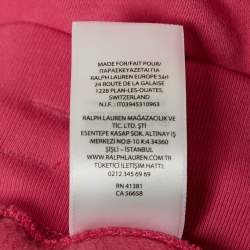 MADE FOR/FAIT POUR/
ΠΑΡΑΣΚΕΥΑΖΕΤΑΙ ΓΙΑ
RALPH LAUREN EUROPE Sàrl
24 ROUTE DE LA GALAISE
1228 PLAN-LES-OUATES,
SWITZERLAND
N.I.F. : IT03945310963
RALPH LAUREN MAĞAZACILIK VE
TİC. LTD. ŞTİ
ESENTEPE KASAP SOK. ALTINAY İŞ
MERKEZİ NO:8-10 K:4 34360
ŞİŞLİ – İSTANBUL
WWW.RALPHLAUREN.COM.TR
TÜKETİCİ İLETİŞİM HATTI:
0212 345 69 69
RN 41381
CA 56658